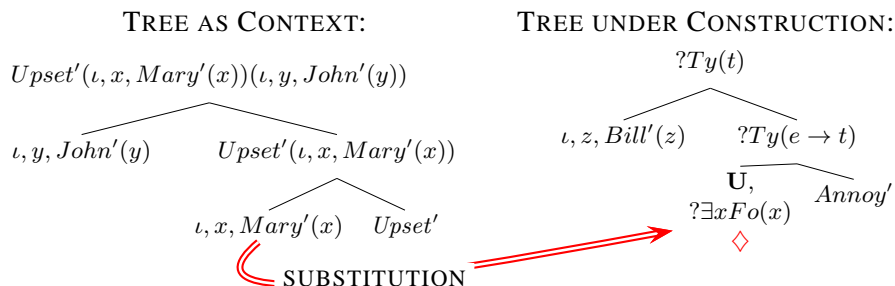 TREE AS CONTEXT: TREE UNDER CONSTRUCTION:
Upset′(ι, x, Mary′(x))(ι, y, John′(y)) ?Ty(t)
ι, y, John′(y) Upset′(ι, x, Mary′(x)) ι, z, Bill′(z) ?Ty(e → t)
U,
?∃xFo(x) Annoy′
ι, x, Mary′(x) Upset′
♢
SUBSTITUTION